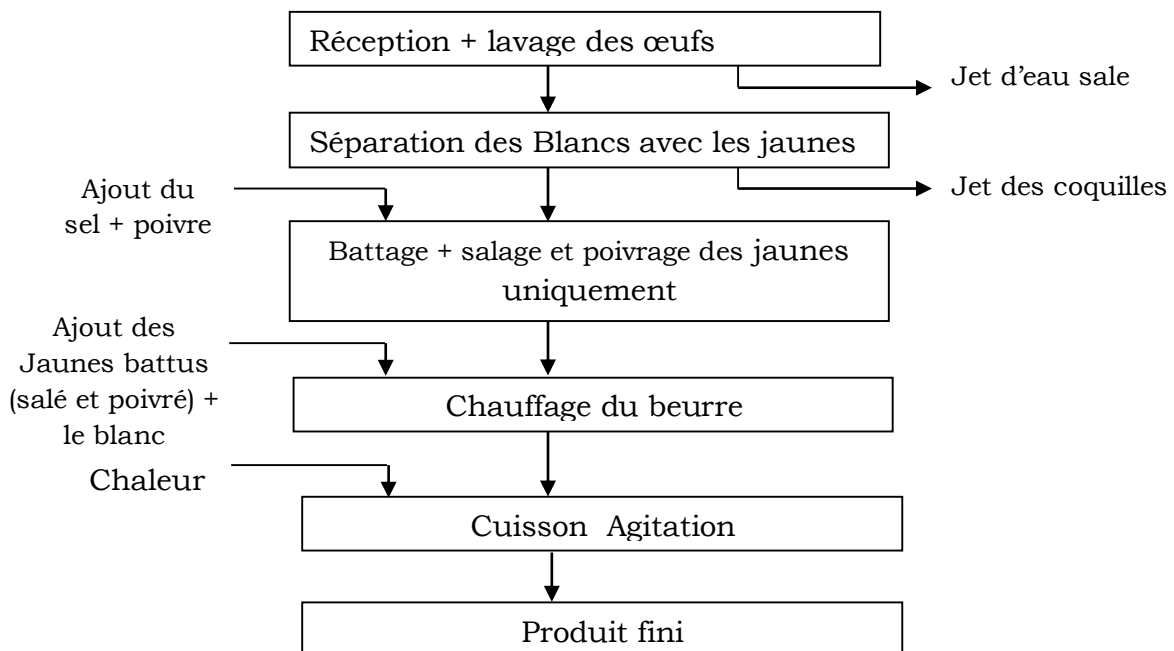 Réception + lavage des œufs
Jet d’eau sale
Séparation des Blancs avec les jaunes
Jet des coquilles
Ajout du
sel + poivre
Battage + salage et poivrage des jaunes
uniquement
Ajout des
Jaunes battus
(salé et poivré) +
le blanc
Chauffage du beurre
Chaleur
Cuisson Agitation
Produit fini